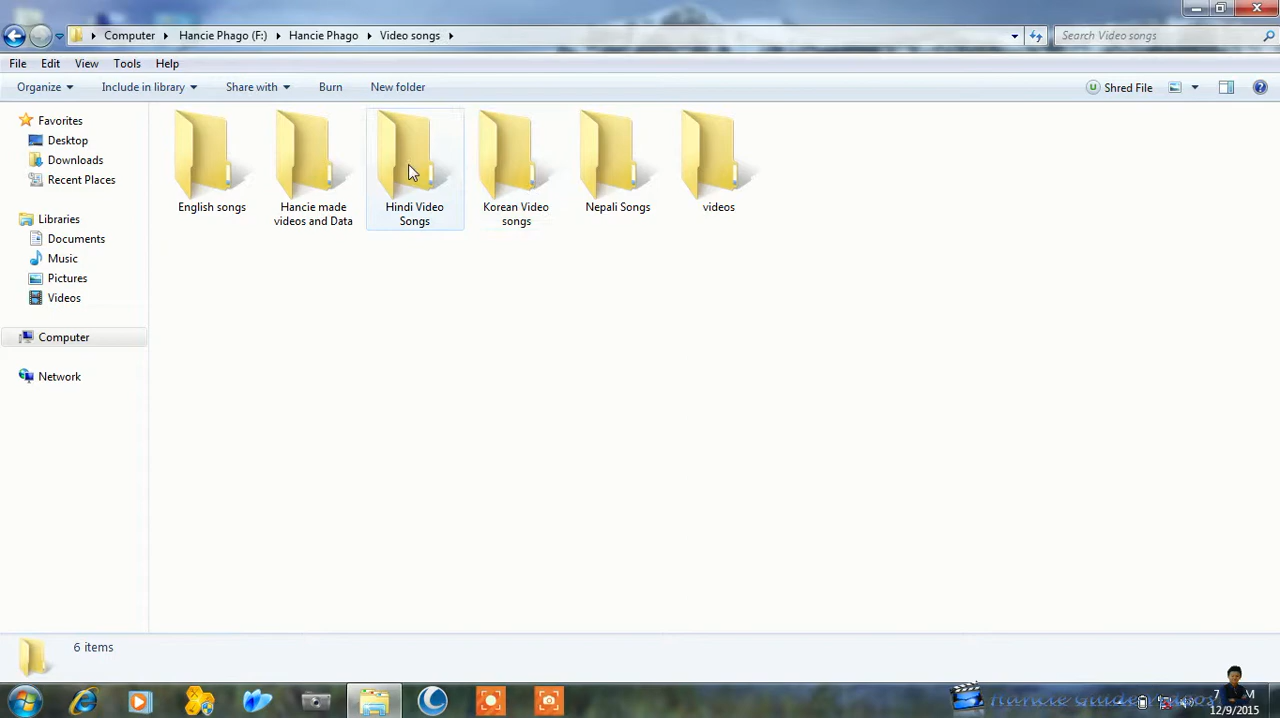 Computer Hancie Phago (F:) Hancie Phago Video songs
Search Video songs
File Edit View Tools Help
Organize Include in library Share with Burn New folder Shred File
Favorites
Desktop
Downloads
Recent Places
Libraries
Documents
Music
Pictures
Videos
Computer
Network
English songs
Hancie made
videos and Data
Hindi Video
Songs
Korean Video
songs
Nepali Songs
videos
6 items
Hancie Guide Videos
12/9/2015